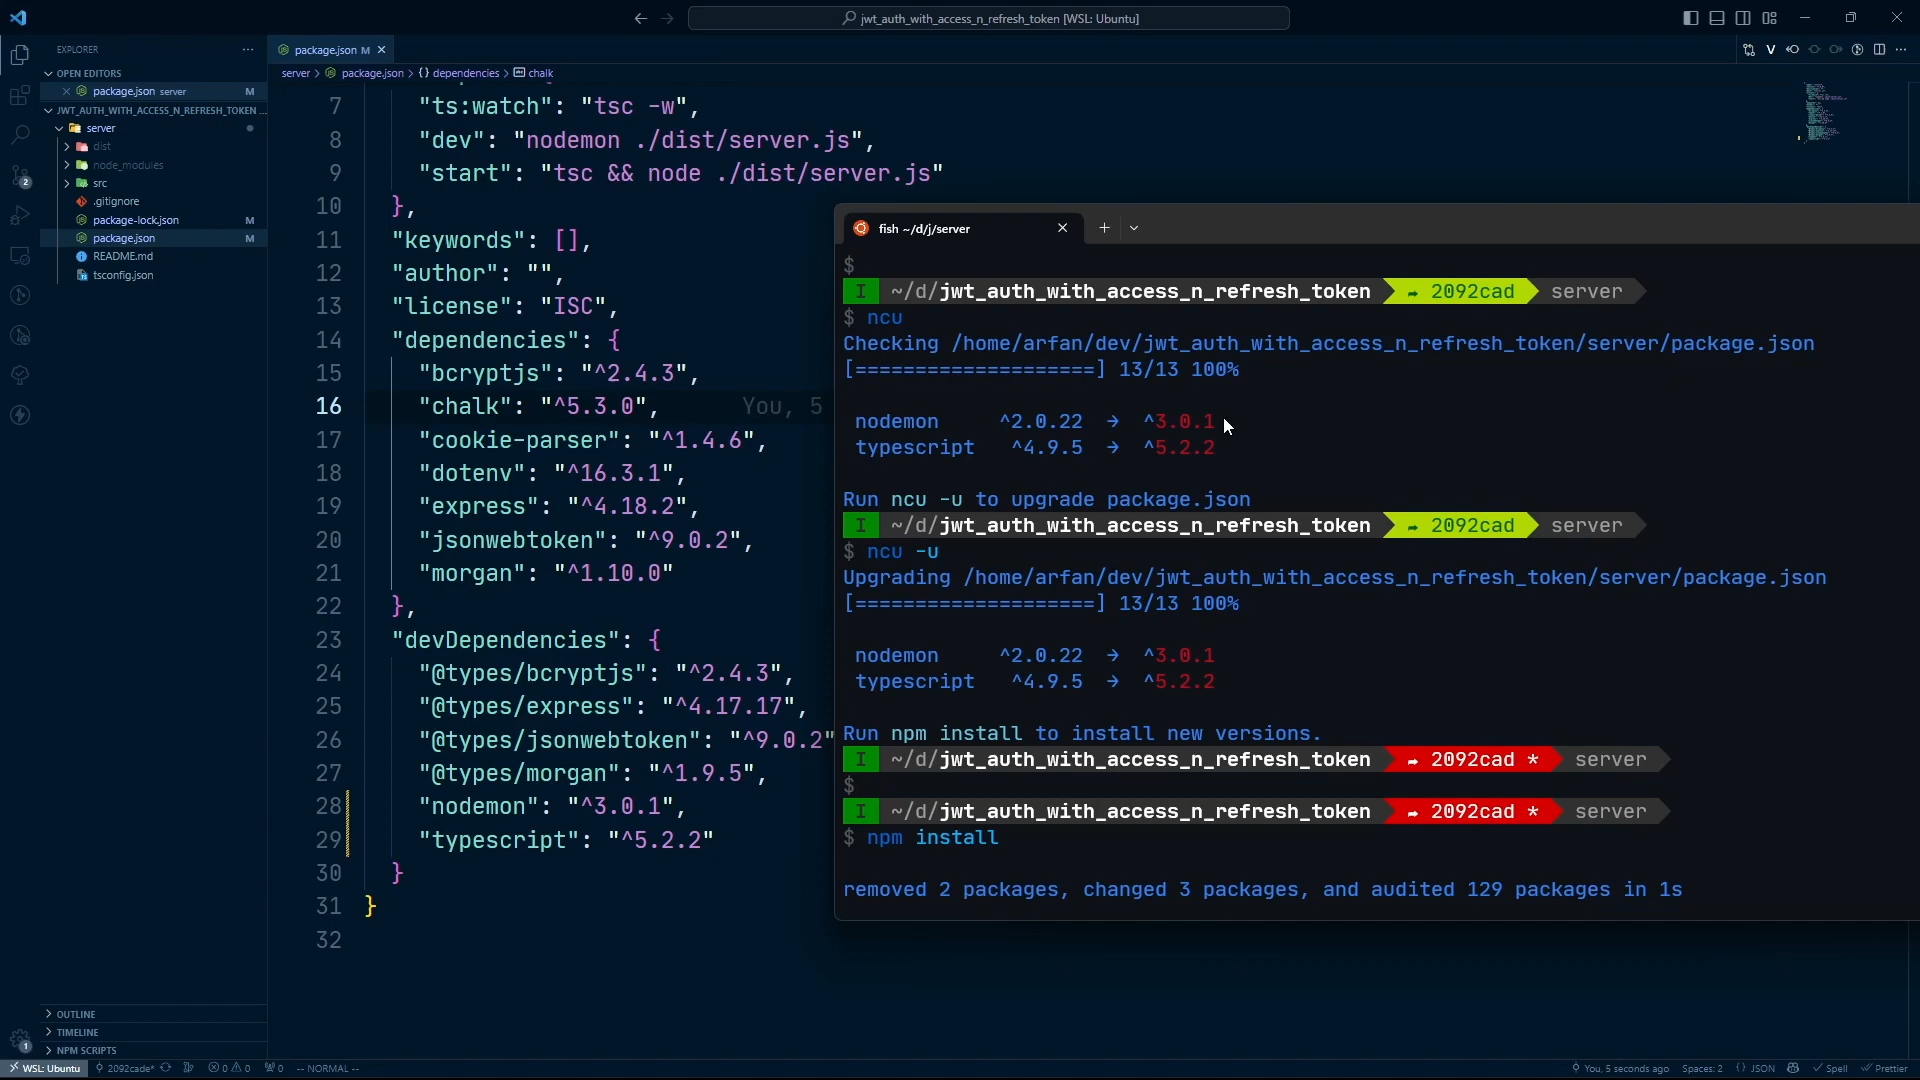 jwt_auth_with_access_n_refresh_token [WSL: Ubuntu]
EXPLORER
OPEN EDITORS
package.json server M
JWT_AUTH_WITH_ACCESS_N_REFRESH_TOKEN ...
server
dist
node_modules
src
.gitignore
package-lock.json M
package.json M
README.md
tsconfig.json
OUTLINE
TIMELINE
NPM SCRIPTS
2
1
package.json M
server > package.json > {} dependencies > chalk
7 "ts:watch": "tsc -w",
8 "dev": "nodemon ./dist/server.js",
9 "start": "tsc && node ./dist/server.js"
10 },
11 "keywords": [],
12 "author": "",
13 "license": "ISC",
14 "dependencies": {
15 "bcryptjs": "^2.4.3",
16 "chalk": "^5.3.0", You, 5
17 "cookie-parser": "^1.4.6",
18 "dotenv": "^16.3.1",
19 "express": "^4.18.2",
20 "jsonwebtoken": "^9.0.2",
21 "morgan": "^1.10.0"
22 },
23 "devDependencies": {
24 "@types/bcryptjs": "^2.4.3",
25 "@types/express": "^4.17.17",
26 "@types/jsonwebtoken": "^9.0.2"
27 "@types/morgan": "^1.9.5",
28 "nodemon": "^3.0.1",
29 "typescript": "^5.2.2"
30 }
31 }
32
fish ~/d/j/server
$
I ~/d/jwt_auth_with_access_n_refresh_token ➦ 2092cad server
$ ncu
Checking /home/arfan/dev/jwt_auth_with_access_n_refresh_token/server/package.json
[====================] 13/13 100%
nodemon ^2.0.22 → ^3.0.1
typescript ^4.9.5 → ^5.2.2
Run ncu -u to upgrade package.json
I ~/d/jwt_auth_with_access_n_refresh_token ➦ 2092cad server
$ ncu -u
Upgrading /home/arfan/dev/jwt_auth_with_access_n_refresh_token/server/package.json
[====================] 13/13 100%
nodemon ^2.0.22 → ^3.0.1
typescript ^4.9.5 → ^5.2.2
Run npm install to install new versions.
I ~/d/jwt_auth_with_access_n_refresh_token ➦ 2092cad * server
$
I ~/d/jwt_auth_with_access_n_refresh_token ➦ 2092cad * server
$ npm install
removed 2 packages, changed 3 packages, and audited 129 packages in 1s
WSL: Ubuntu 2092cade* 0 0 0 -- NORMAL -- You, 5 seconds ago Spaces: 2 {} JSON Spell Prettier